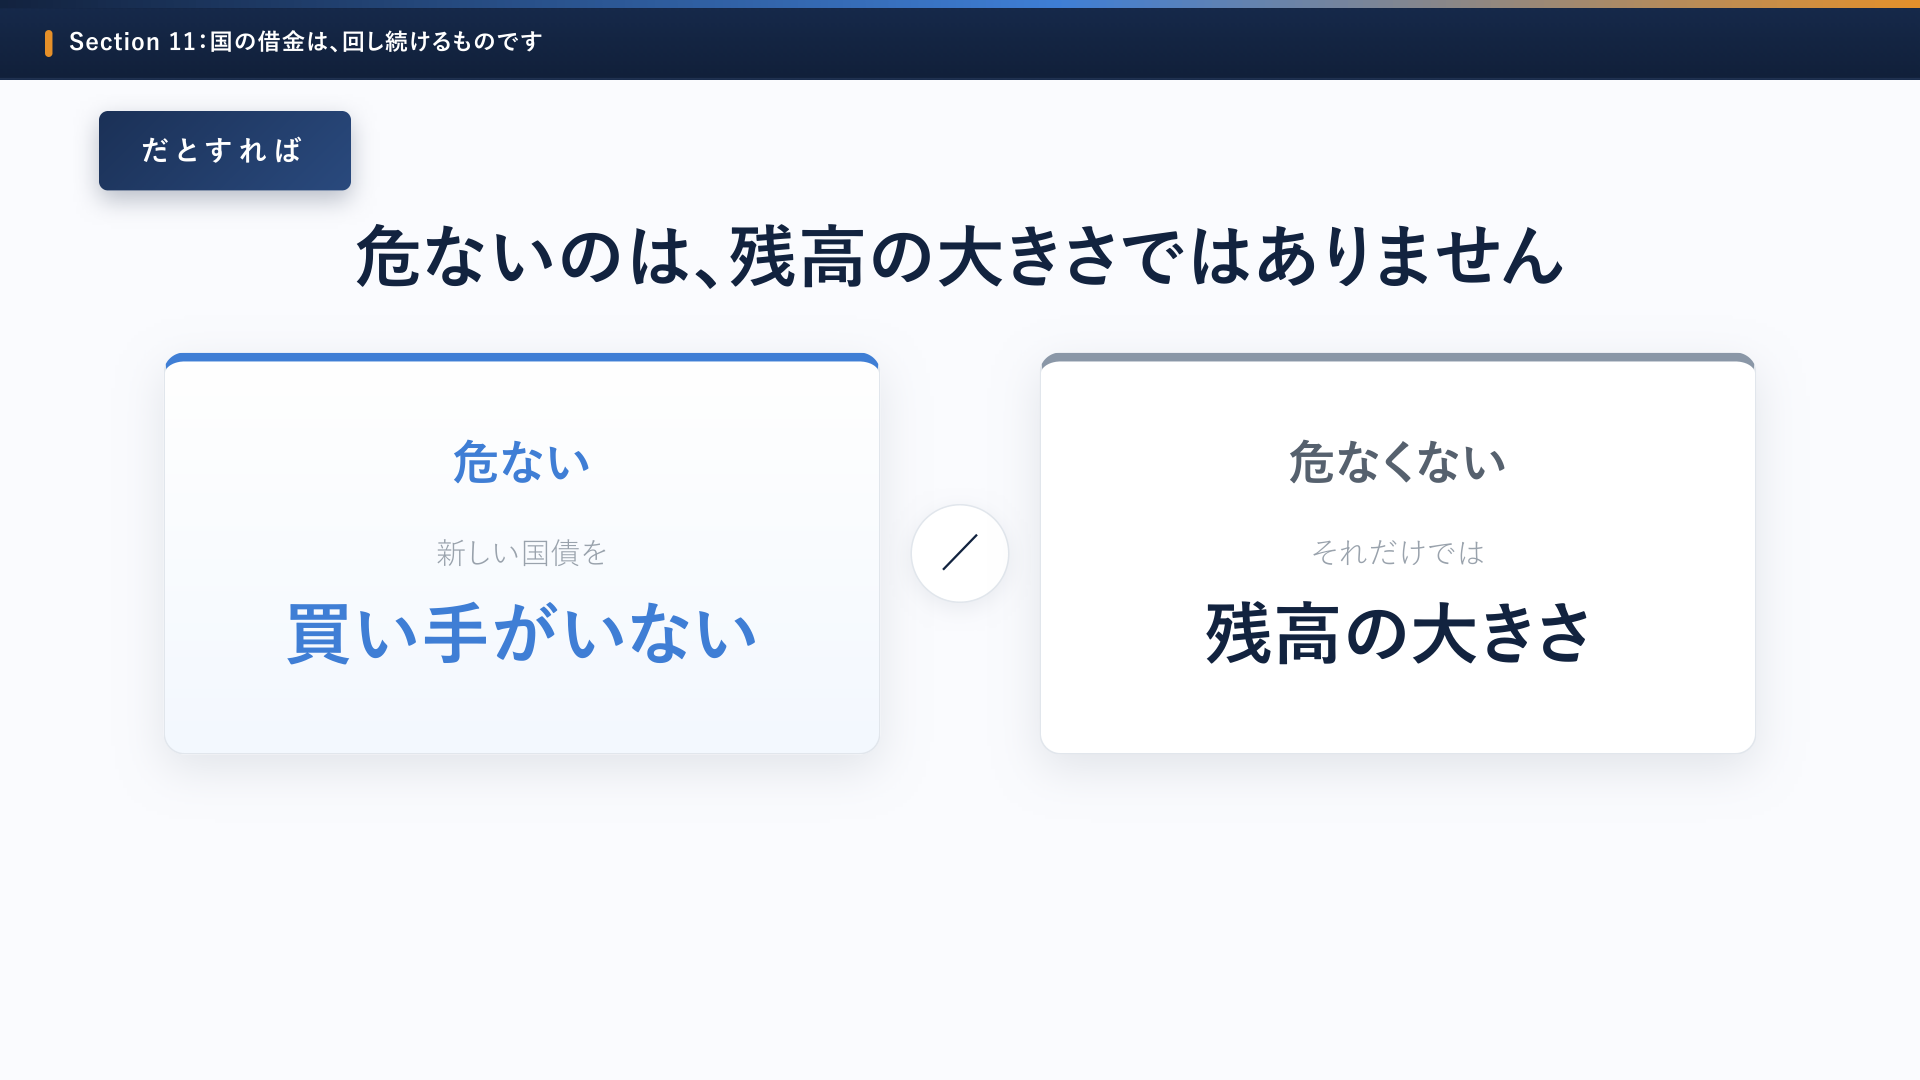 Section 11：国の借金は、回し続けるものです
だとすれば
危ないのは、残高の大きさではありません
危ない
新しい国債を
買い手がいない
／
危なくない
それだけでは
残高の大きさ